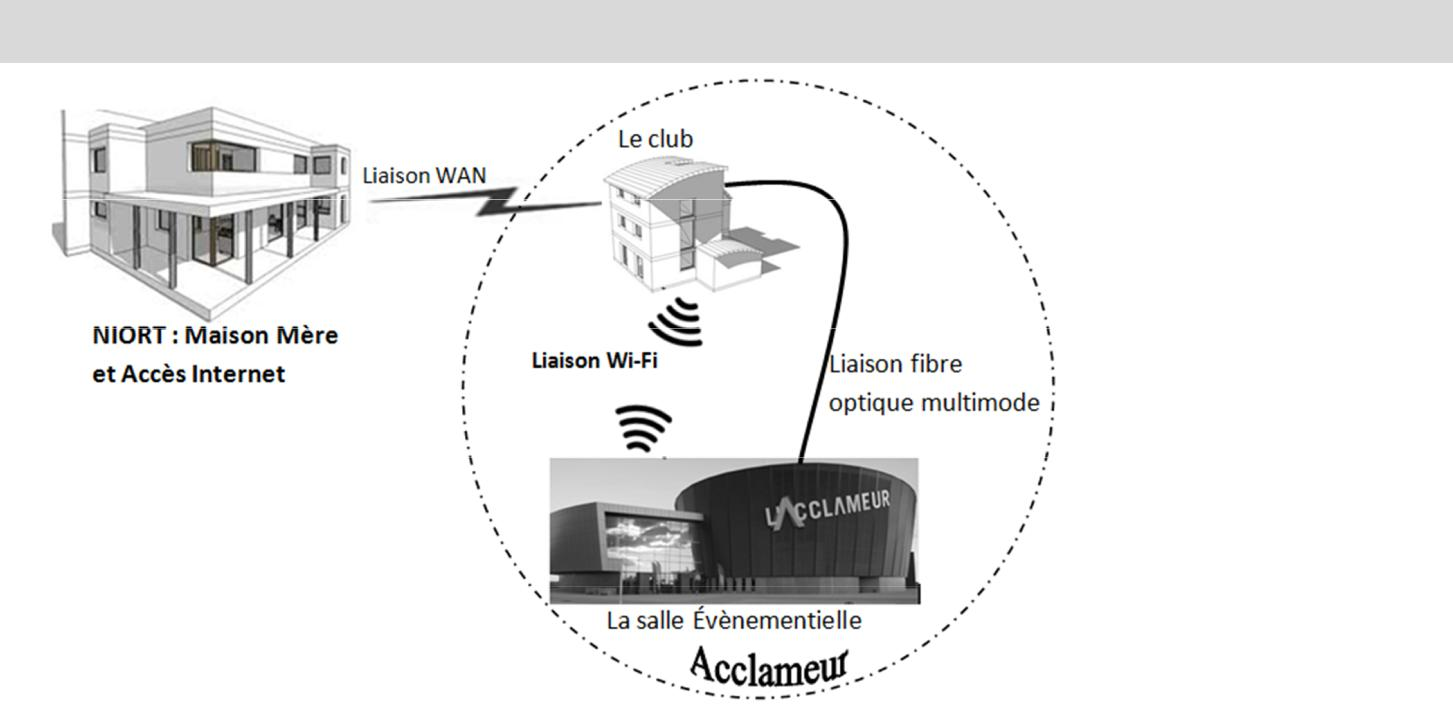 Le club
Liaison WAN
NIORT : Maison Mère
et Accès Internet
Liaison Wi-Fi
Liaison fibre
optique multimode
L'ACCLAMEUR
La salle Évènementielle
Acclameur